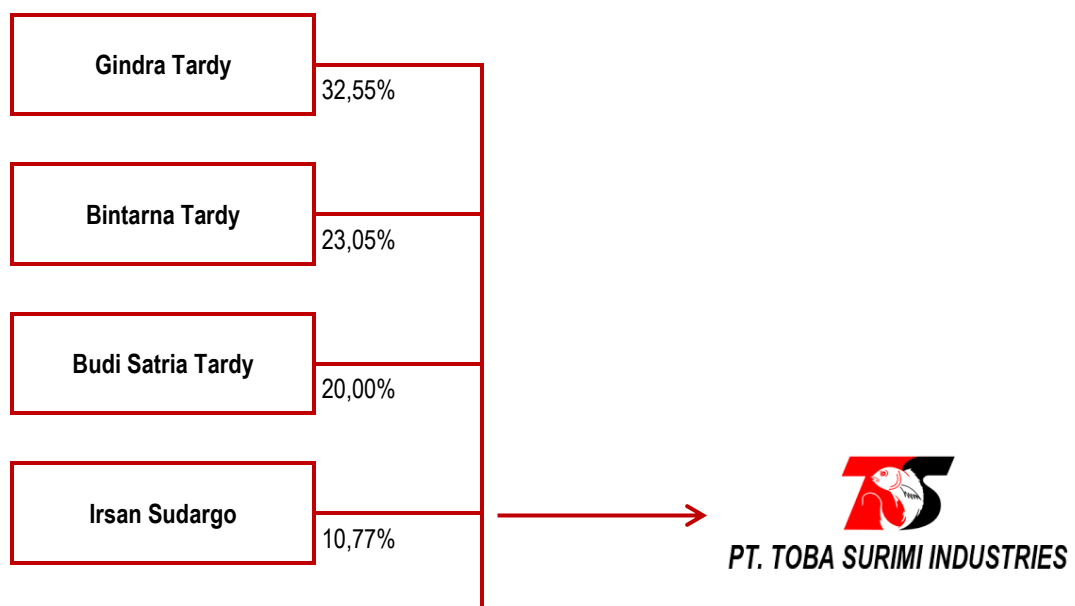 Gindra Tardy
32,55%
Bintarna Tardy
23,05%
Budi Satria Tardy
20,00%
Irsan Sudargo
10,77%
TS
PT. TOBA SURIMI INDUSTRIES